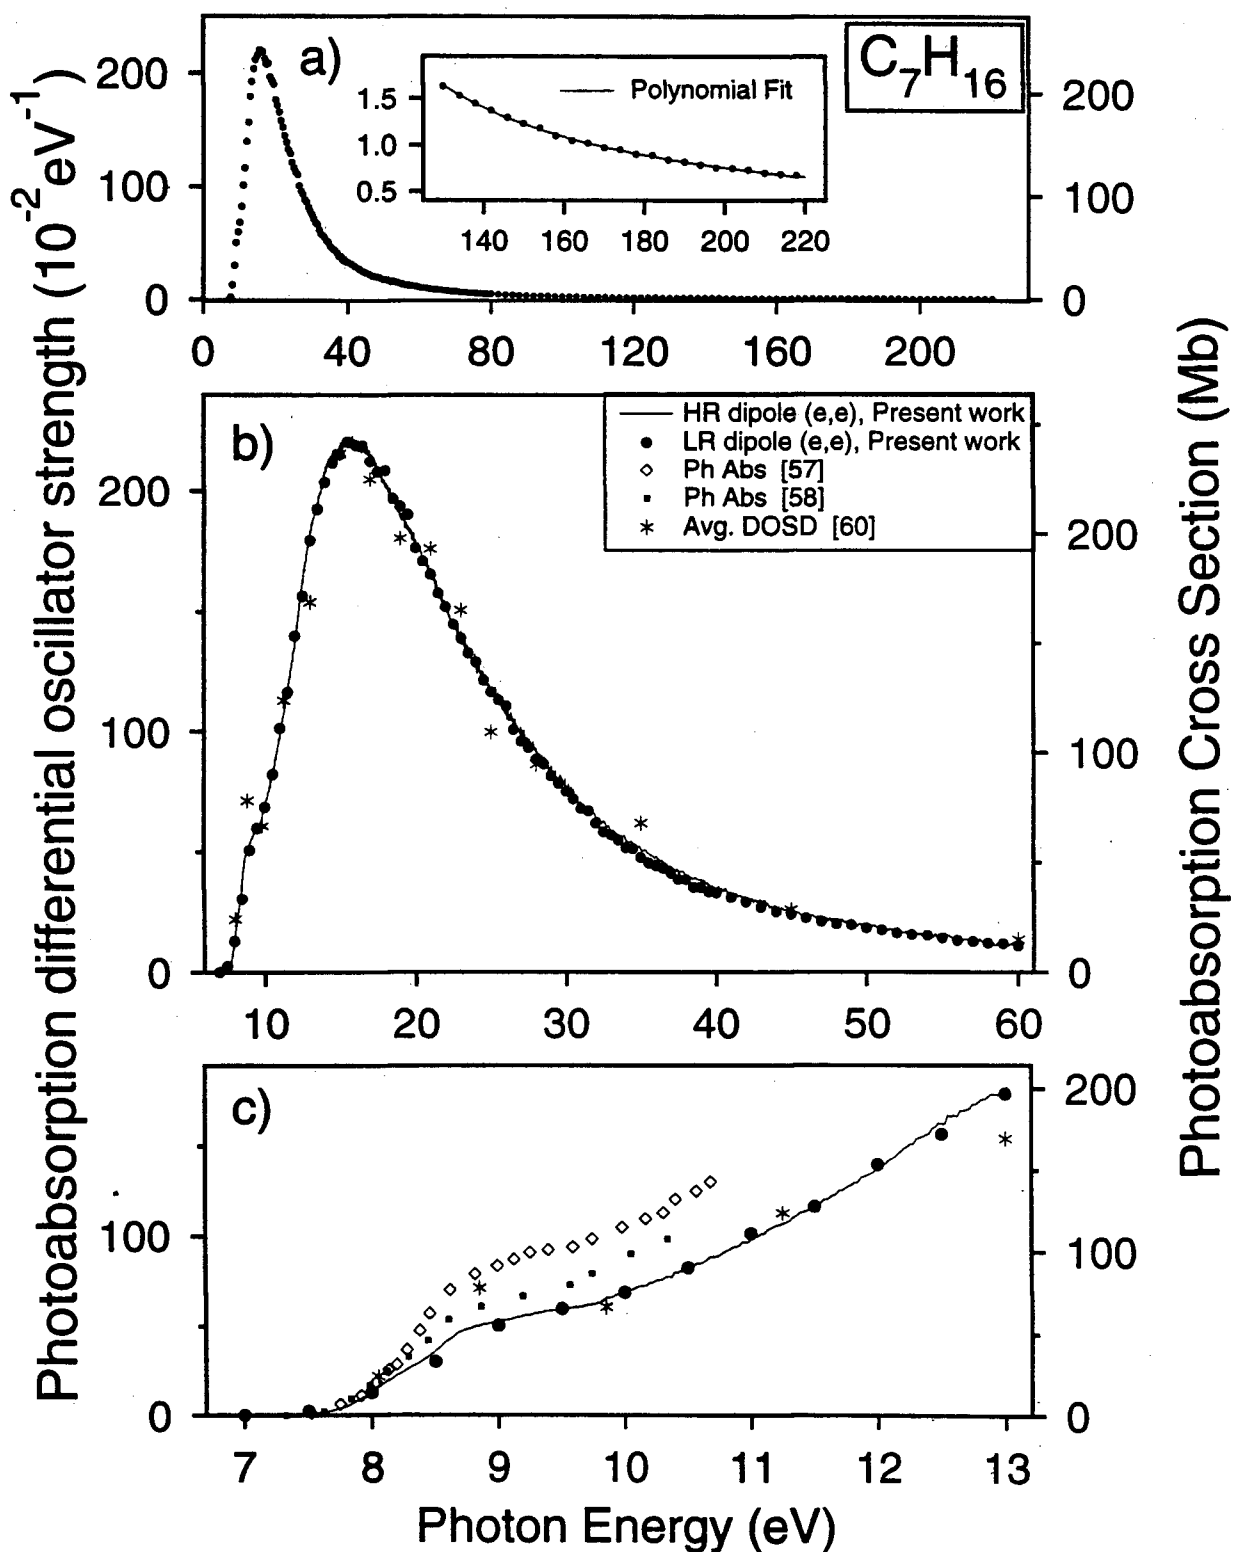 Photoabsorption differential oscillator strength (10⁻² eV⁻¹)
a)
C₇H₁₆
Polynomial Fit
1.5
1.0
0.5
140 160 180 200 220
200
100
0
200
100
0
0 40 80 120 160 200
b)
HR dipole (e,e), Present work
LR dipole (e,e), Present work
Ph Abs [57]
Ph Abs [58]
Avg. DOSD [60]
200
100
0
200
100
0
10 20 30 40 50 60
c)
100
0
200
100
0
7 8 9 10 11 12 13
Photon Energy (eV)
Photoabsorption Cross Section (Mb)